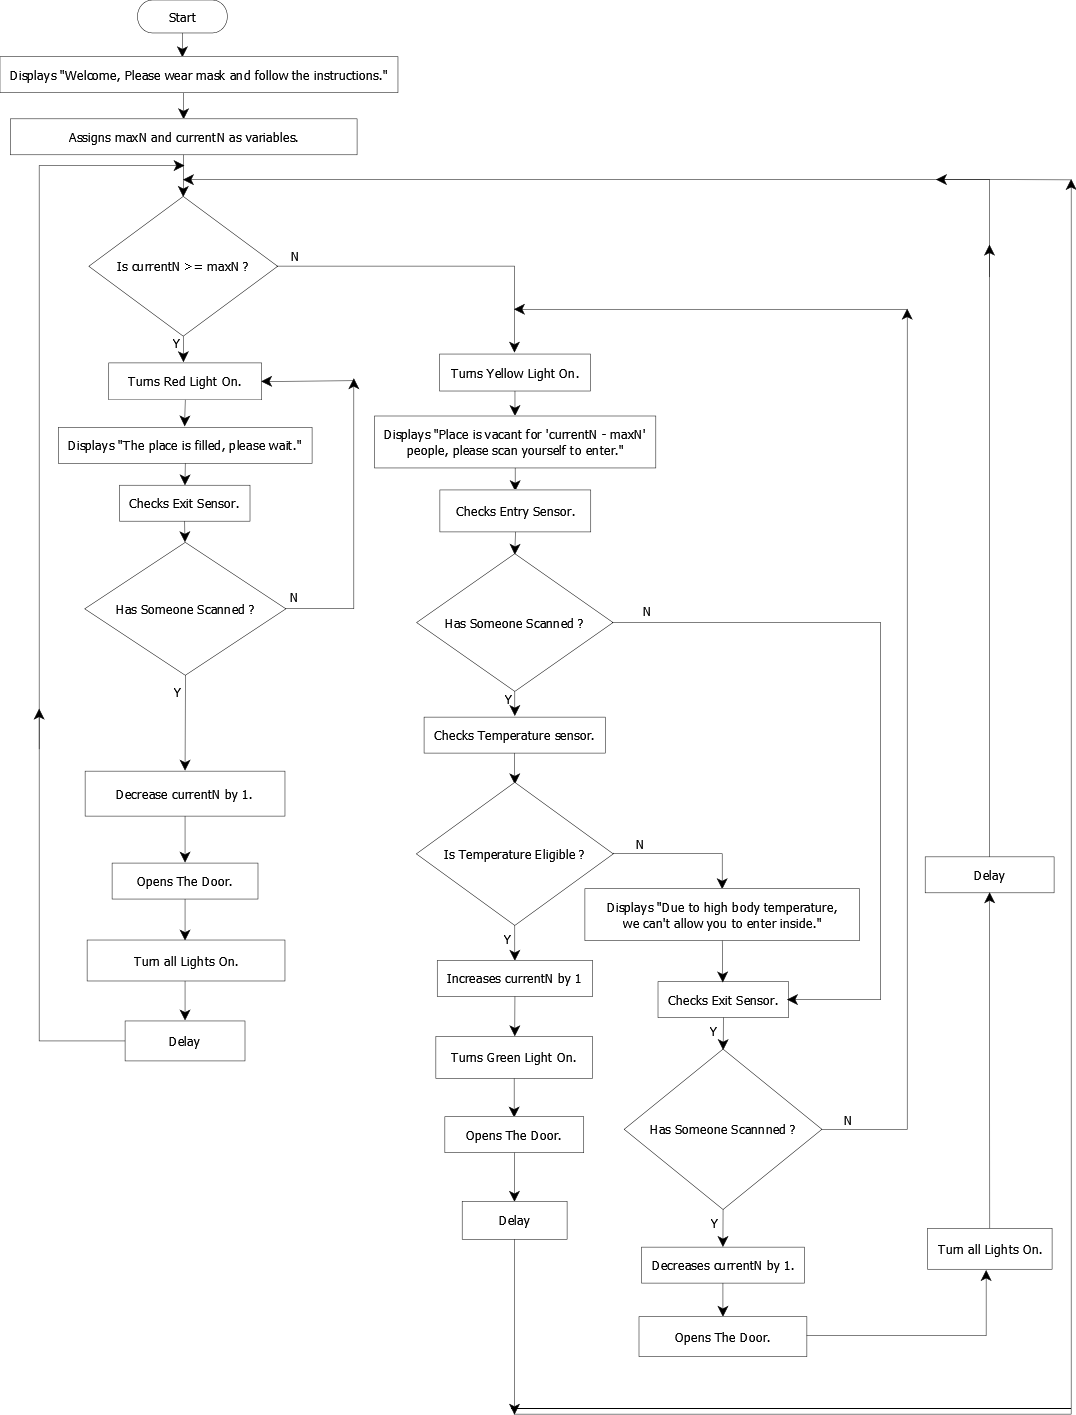 Start
Displays "Welcome, Please wear mask and follow the instructions."
Assigns maxN and currentN as variables.
Is currentN >= maxN ?
N
Y
Turns Red Light On.
Displays "The place is filled, please wait."
Checks Exit Sensor.
Has Someone Scanned ?
N
Y
Decrease currentN by 1.
Opens The Door.
Turn all Lights On.
Delay
Turns Yellow Light On.
Displays "Place is vacant for 'currentN - maxN'
people, please scan yourself to enter."
Checks Entry Sensor.
Has Someone Scanned ?
N
Y
Checks Temperature sensor.
Is Temperature Eligible ?
N
Y
Increases currentN by 1
Turns Green Light On.
Opens The Door.
Delay
Displays "Due to high body temperature,
we can't allow you to enter inside."
Checks Exit Sensor.
Y
Has Someone Scannned ?
N
Y
Decreases currentN by 1.
Opens The Door.
Turn all Lights On.
Delay